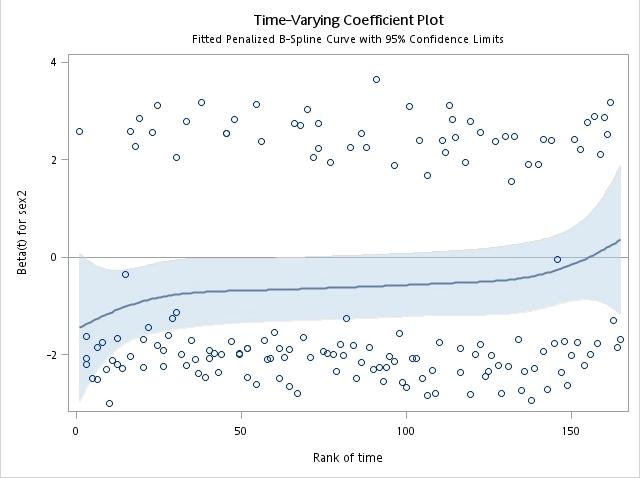 Time-Varying Coefficient Plot
Fitted Penalized B-Spline Curve with 95% Confidence Limits
4
2
0
-2
Beta(t) for sex2
0
50
100
150
Rank of time